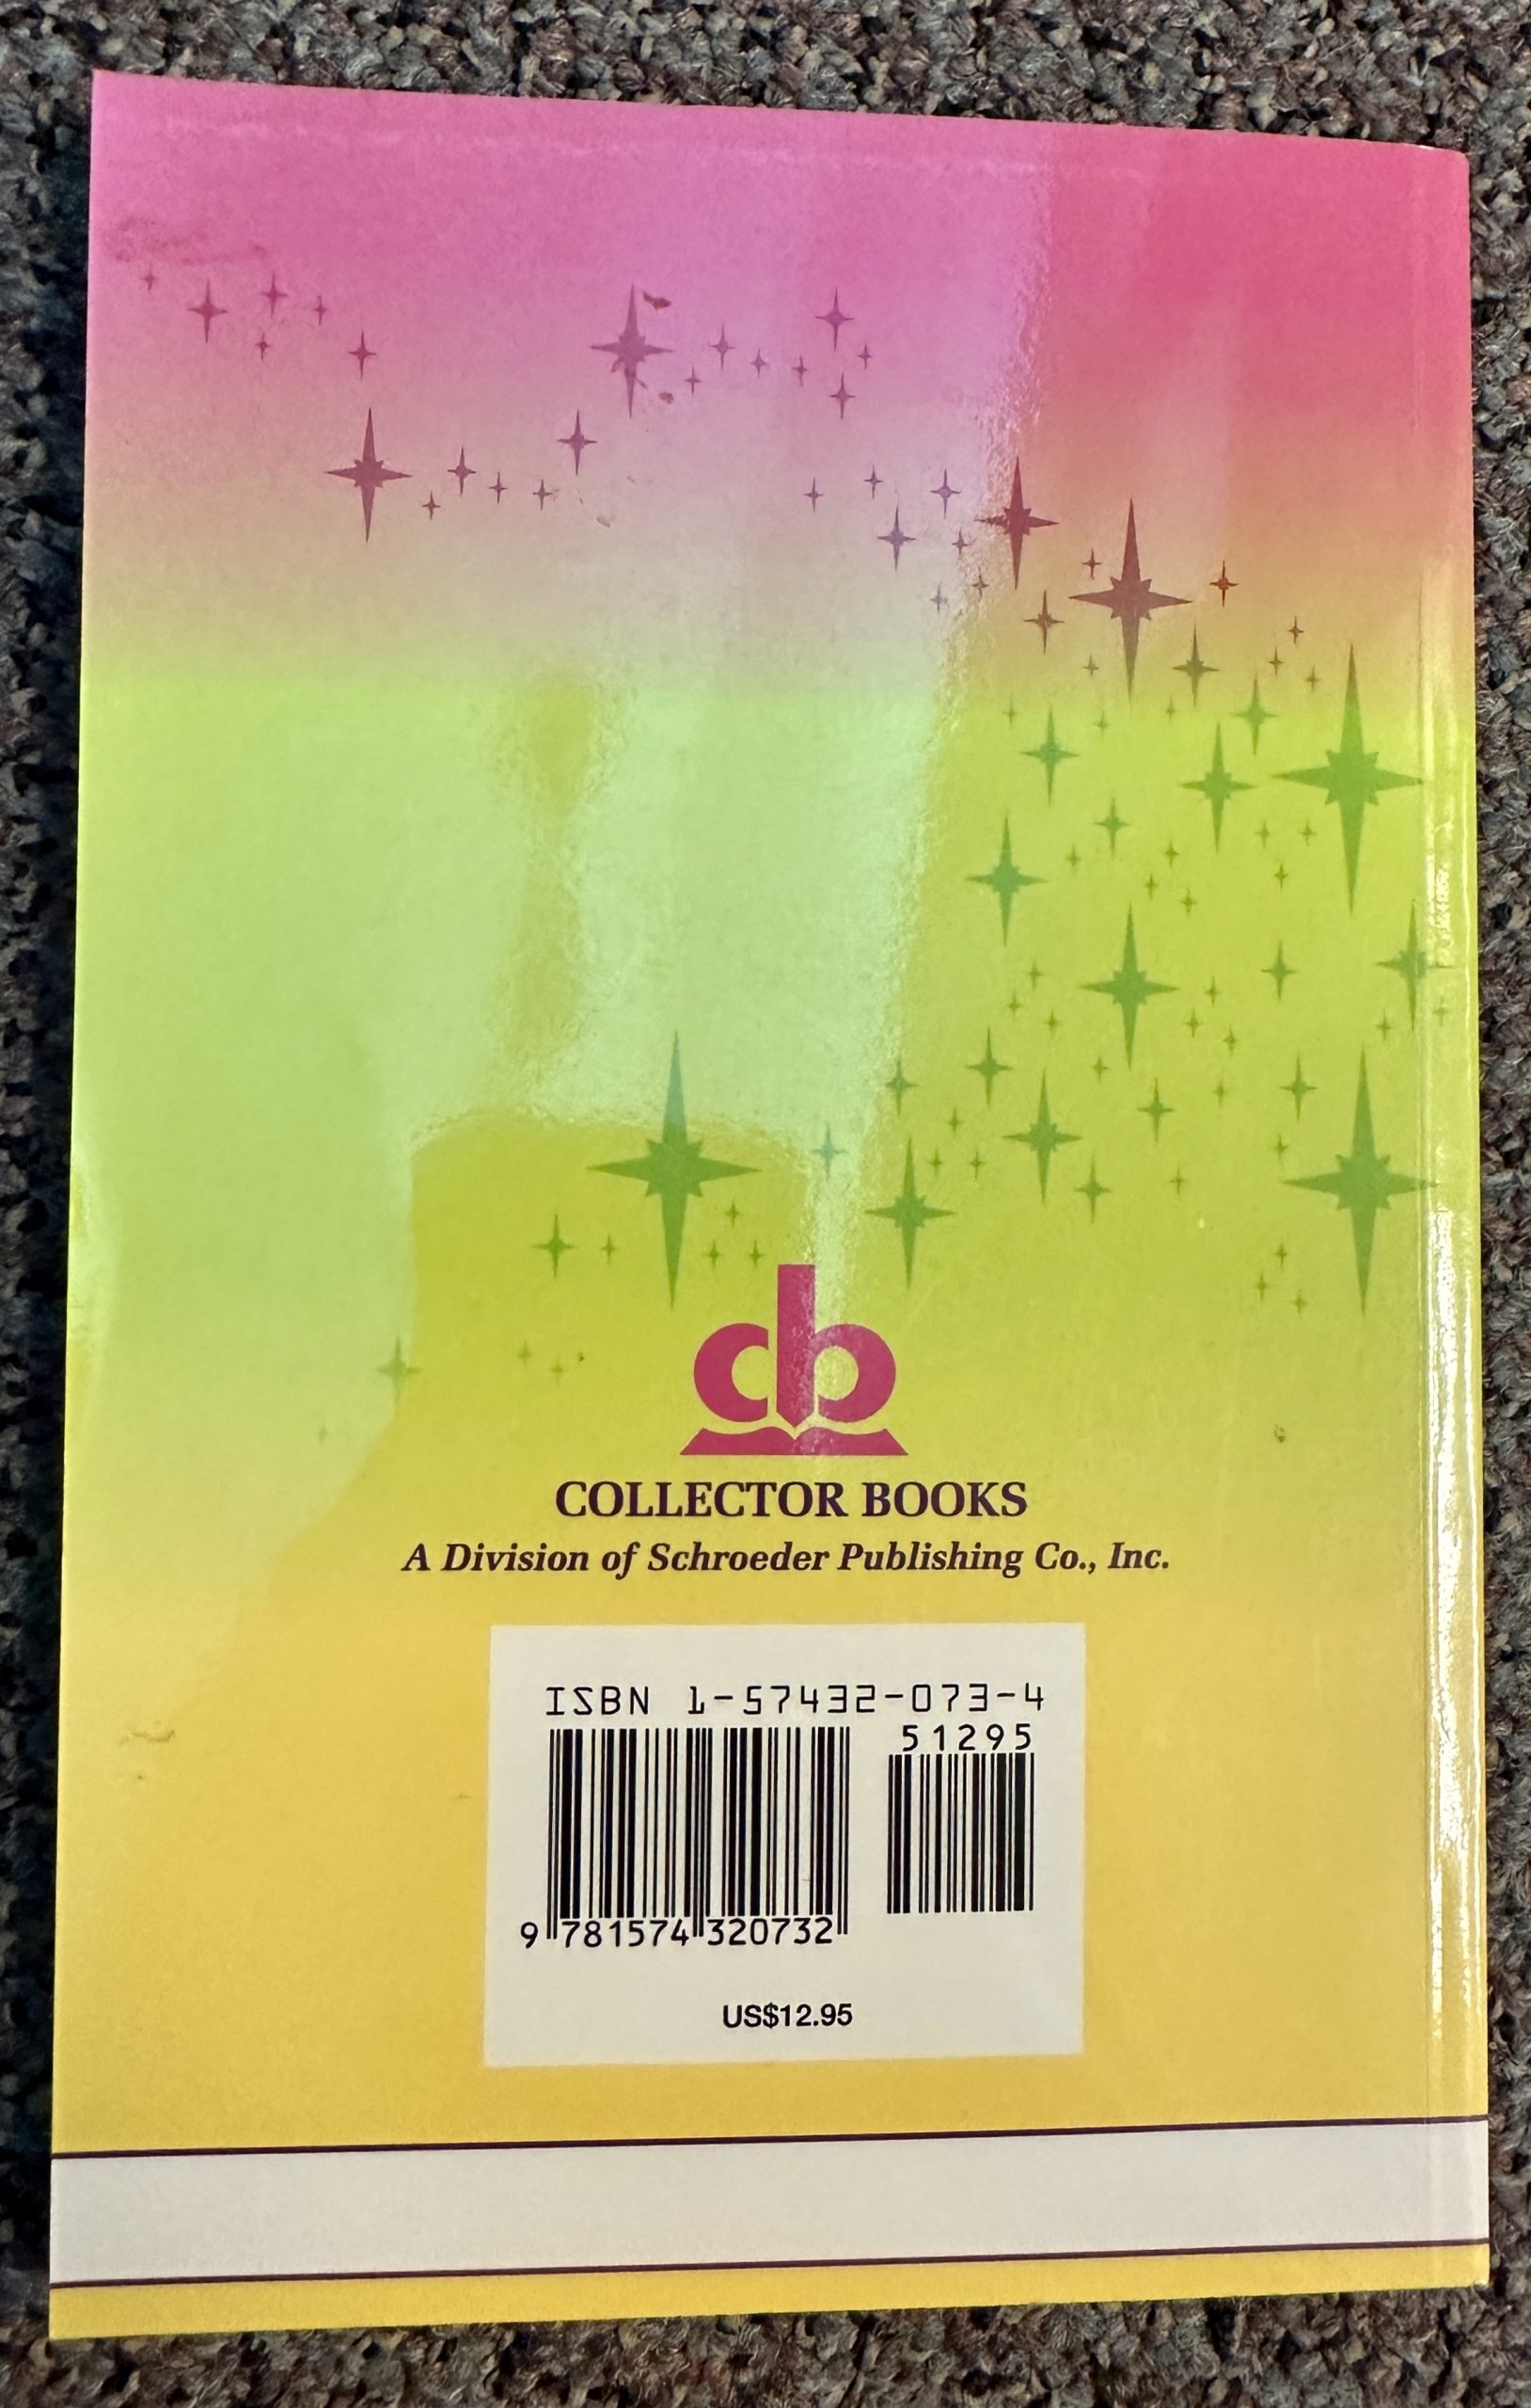 cb
COLLECTOR BOOKS
A Division of Schroeder Publishing Co., Inc.
ISBN 1-57432-073-4
51295
9 781574 320732
US$12.95